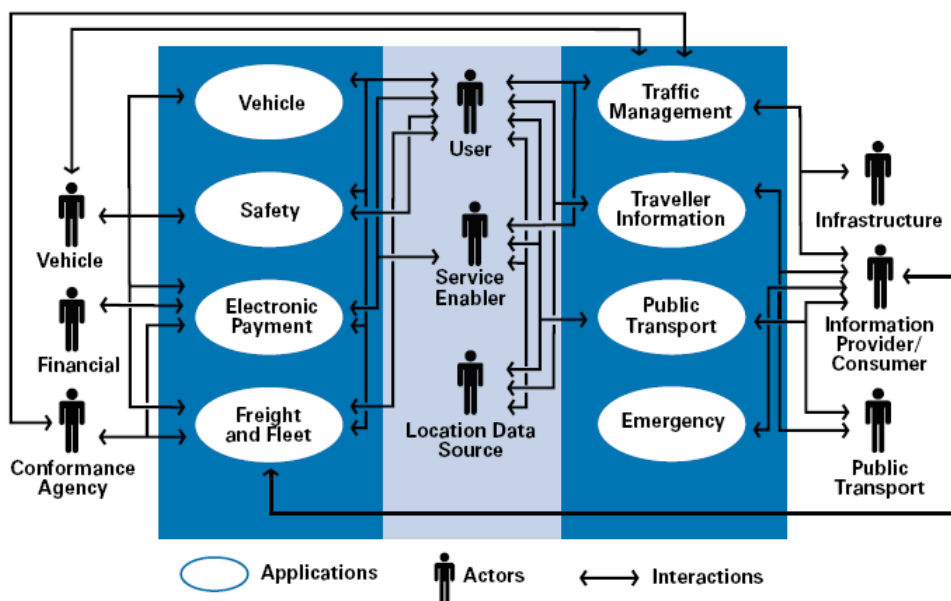 Vehicle
Safety
Electronic
Payment
Freight
and Fleet
User
Service
Enabler
Location Data
Source
Traffic
Management
Traveller
Information
Public
Transport
Emergency
Vehicle
Financial
Conformance
Agency
Infrastructure
Information
Provider/
Consumer
Public
Transport
Applications
Actors
Interactions